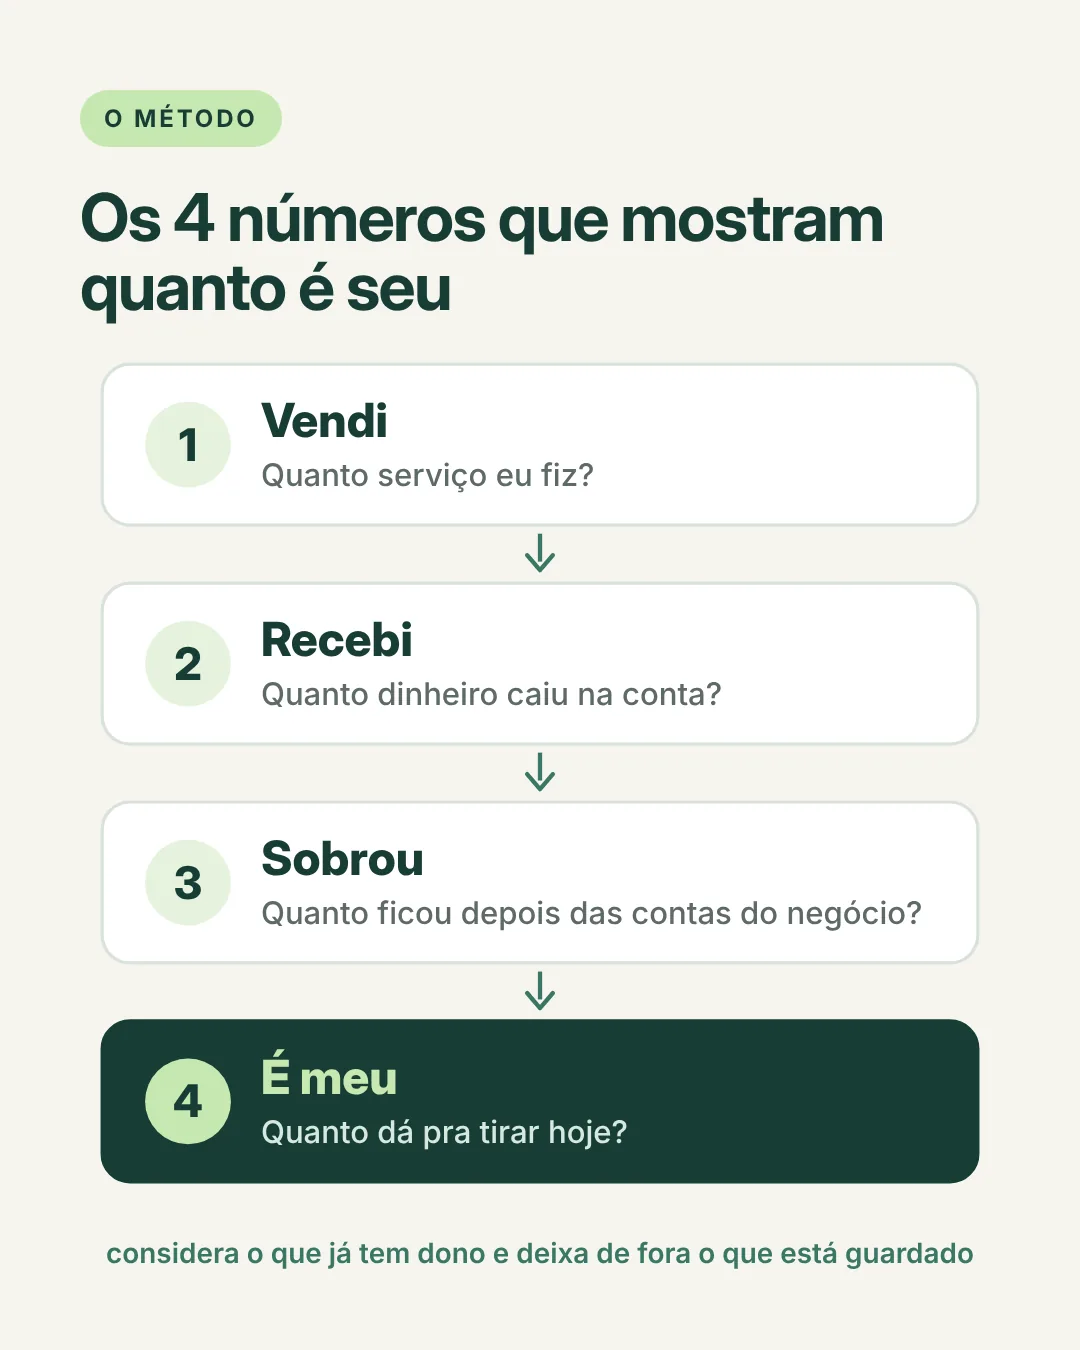 O MÉTODO
Os 4 números que mostram
quanto é seu
1
Vendi
Quanto serviço eu fiz?
2
Recebi
Quanto dinheiro caiu na conta?
3
Sobrou
Quanto ficou depois das contas do negócio?
4
É meu
Quanto dá pra tirar hoje?
considera o que já tem dono e deixa de fora o que está guardado